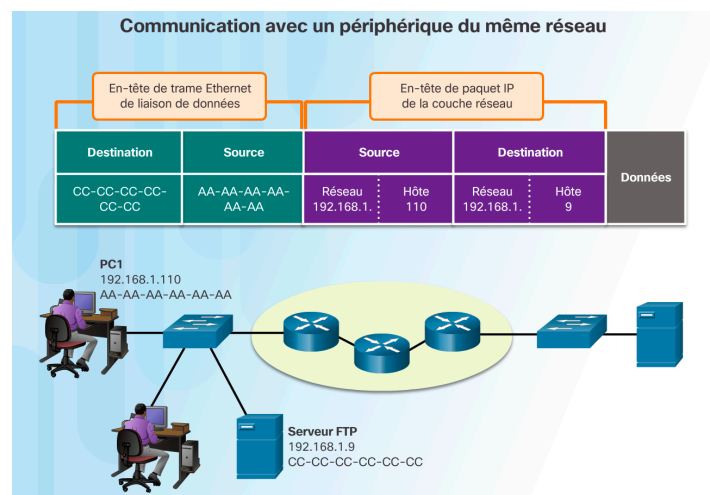 Communication avec un périphérique du même réseau
En-tête de trame Ethernet
de liaison de données
En-tête de paquet IP
de la couche réseau
Destination
Source
Source
Destination
Données
CC-CC-CC-CC-
CC-CC
AA-AA-AA-AA-
AA-AA
Réseau
192.168.1.
Hôte
110
Réseau
192.168.1.
Hôte
9
PC1
192.168.1.110
AA-AA-AA-AA-AA-AA
Serveur FTP
192.168.1.9
CC-CC-CC-CC-CC-CC